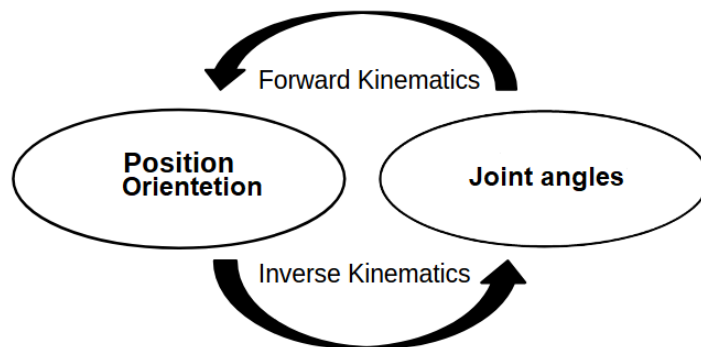 Forward Kinematics
Position
Orientetion
Joint angles
Inverse Kinematics